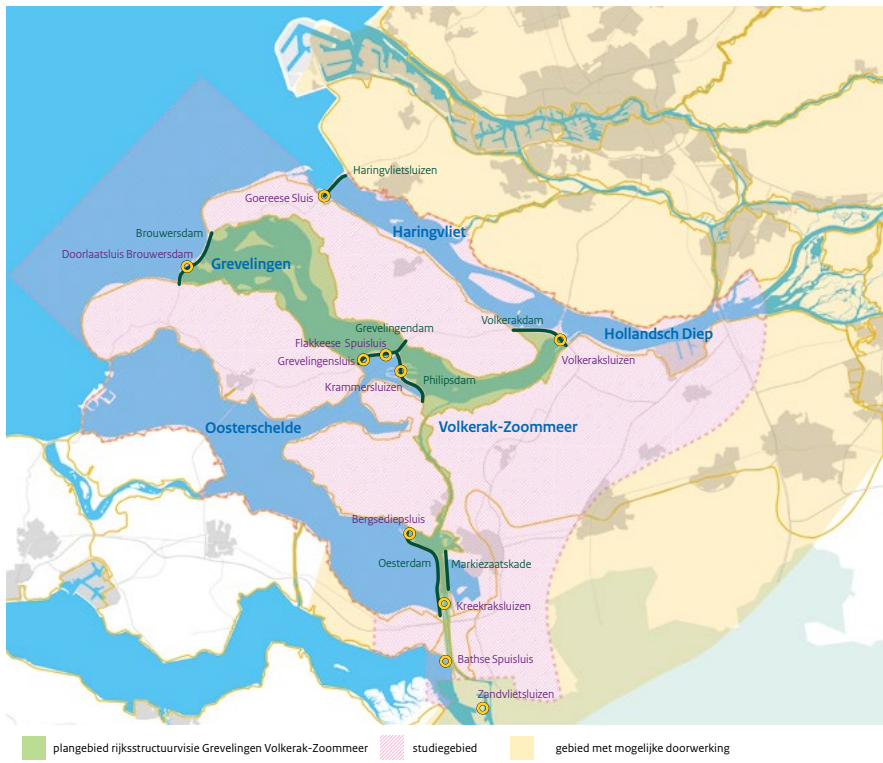 Haringvlietsluizen
Goereese Sluis
Haringvliet
Brouwersdam
Doorlaatsluis Brouwersdam
Grevelingen
Volkerakdam
Grevelingendam
Hollandsch Diep
Flakkeese Spuisluis
Grevelingensluis
Volkeraksluizen
Krammersluizen
Philipsdam
Oosterschelde
Volkerak-Zoommeer
Bergsediepsluis
Oesterdam
Markiezaatskade
Kreekraksluizen
Bathse Spuisluis
Zandvlietsluizen
plangebied rijksstructuurvisie Grevelingen Volkerak-Zoommeer
studiegebied
gebied met mogelijke doorwerking